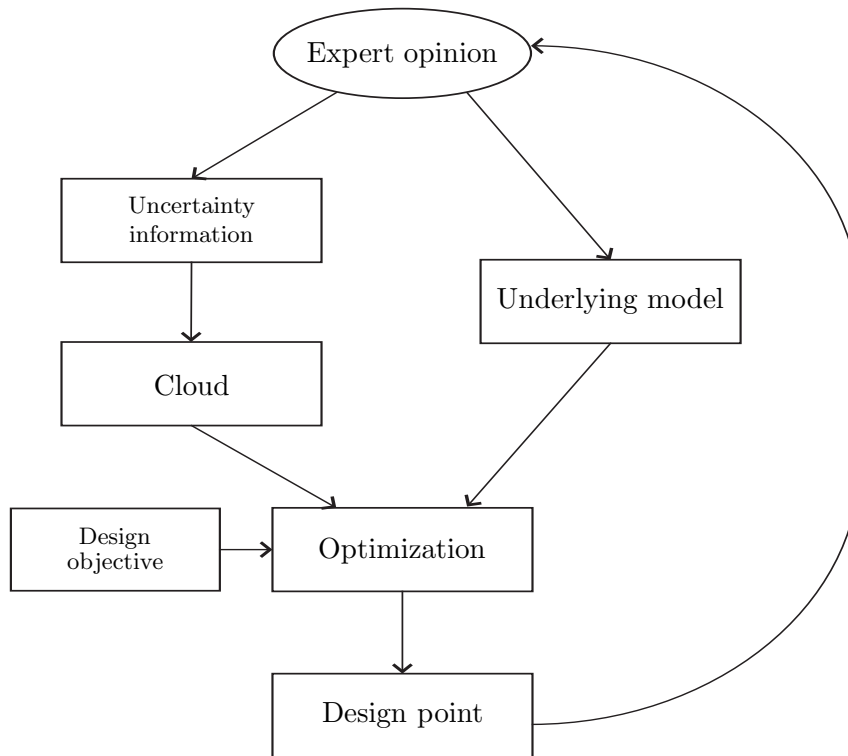 Expert opinion
Uncertainty
information
Underlying model
Cloud
Design
objective
Optimization
Design point